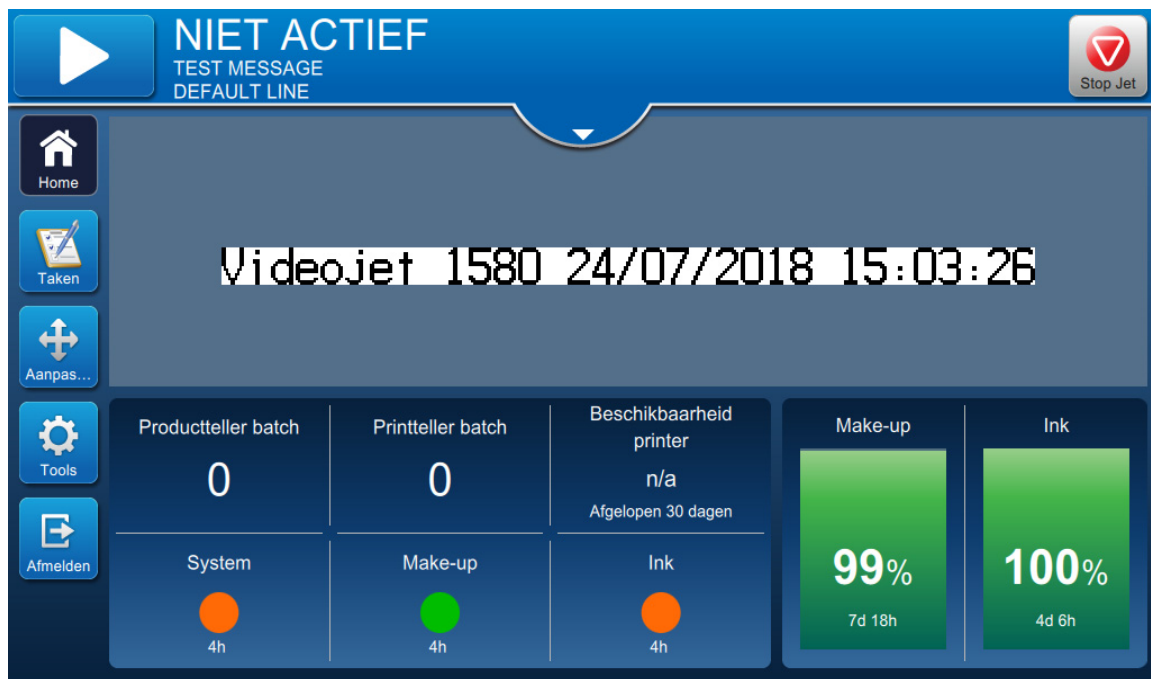 NIET ACTIEF
TEST MESSAGE
DEFAULT LINE
Stop Jet
Home
Taken
Aanpas...
Tools
Afmelden
Videojet 1580 24/07/2018 15:03:26
Productteller batch
0
Printteller batch
0
Beschikbaarheid
printer
n/a
Afgelopen 30 dagen
System
4h
Make-up
4h
Ink
4h
Make-up
99%
7d 18h
Ink
100%
4d 6h